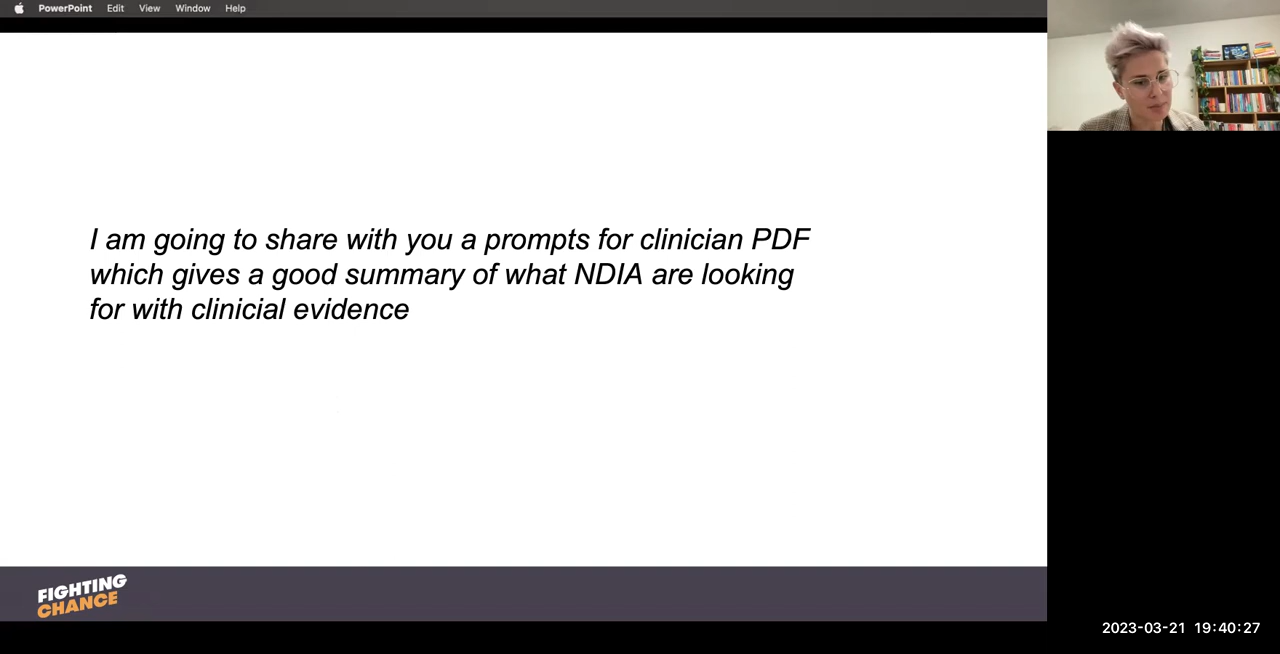 PowerPoint Edit View Window Help
I am going to share with you a prompts for clinician PDF
which gives a good summary of what NDIA are looking
for with clinicial evidence
FIGHTING
CHANCE
2023-03-21 19:40:27